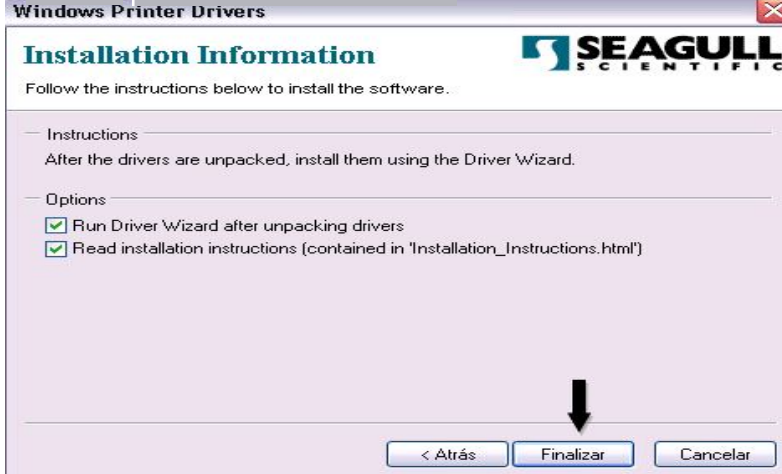 Windows Printer Drivers
Installation Information
SEAGULL
SCIENTIFIC
Follow the instructions below to install the software.
Instructions
After the drivers are unpacked, install them using the Driver Wizard.
Options
Run Driver Wizard after unpacking drivers
Read installation instructions (contained in 'Installation_Instructions.html')
< Atrás
Finalizar
Cancelar